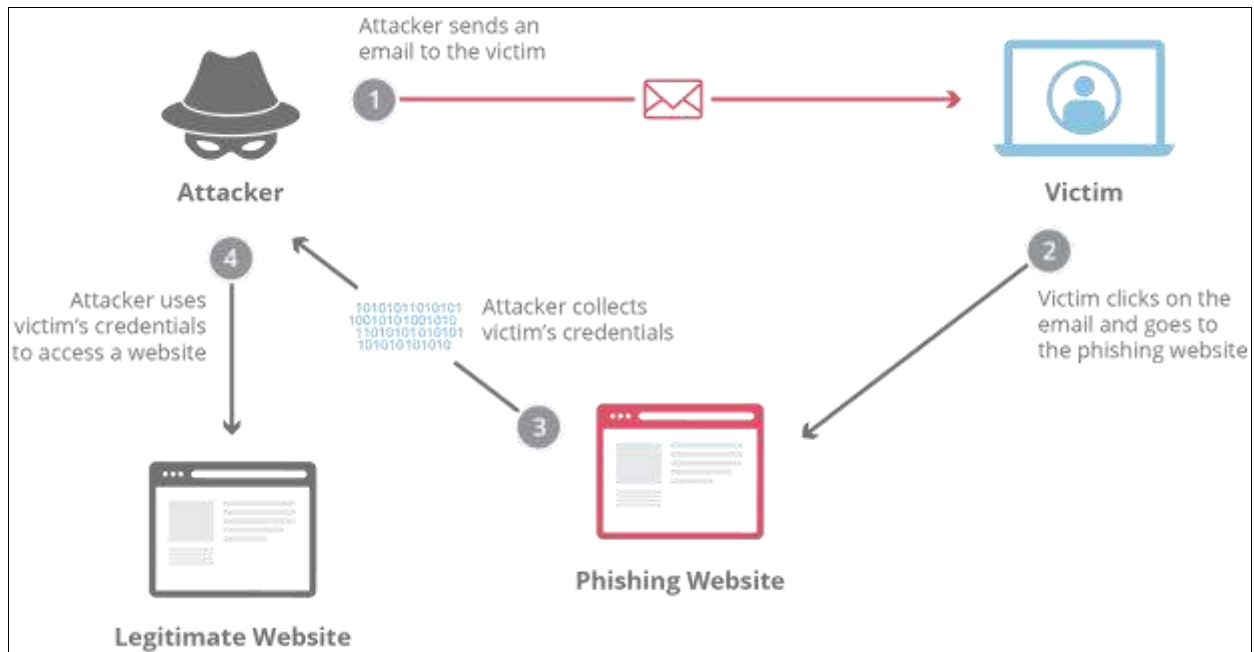 Attacker sends an
email to the victim
1
Attacker
Victim
4
2
Attacker uses
victim's credentials
to access a website
10101011010101
10010101001010
11010101010101
101010101010
Attacker collects
victim's credentials
Victim clicks on the
email and goes to
the phishing website
3
Phishing Website
Legitimate Website